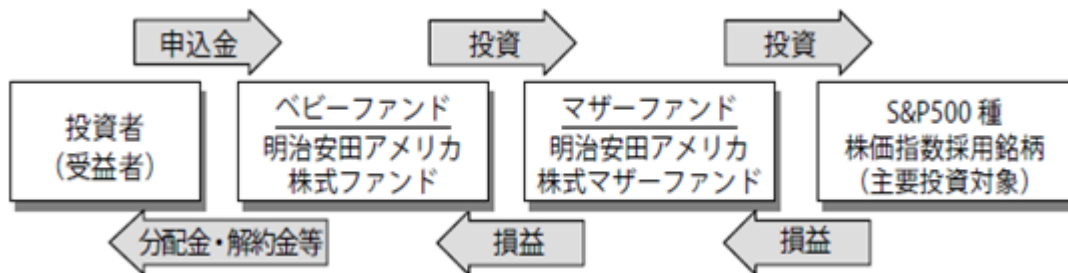 申込金
投資
投資
投資者
(受益者)
ベビーファンド
明治安田アメリカ
株式ファンド
マザーファンド
明治安田アメリカ
株式マザーファンド
S&P500 種
株価指数採用銘柄
(主要投資対象)
分配金・解約金等
損益
損益